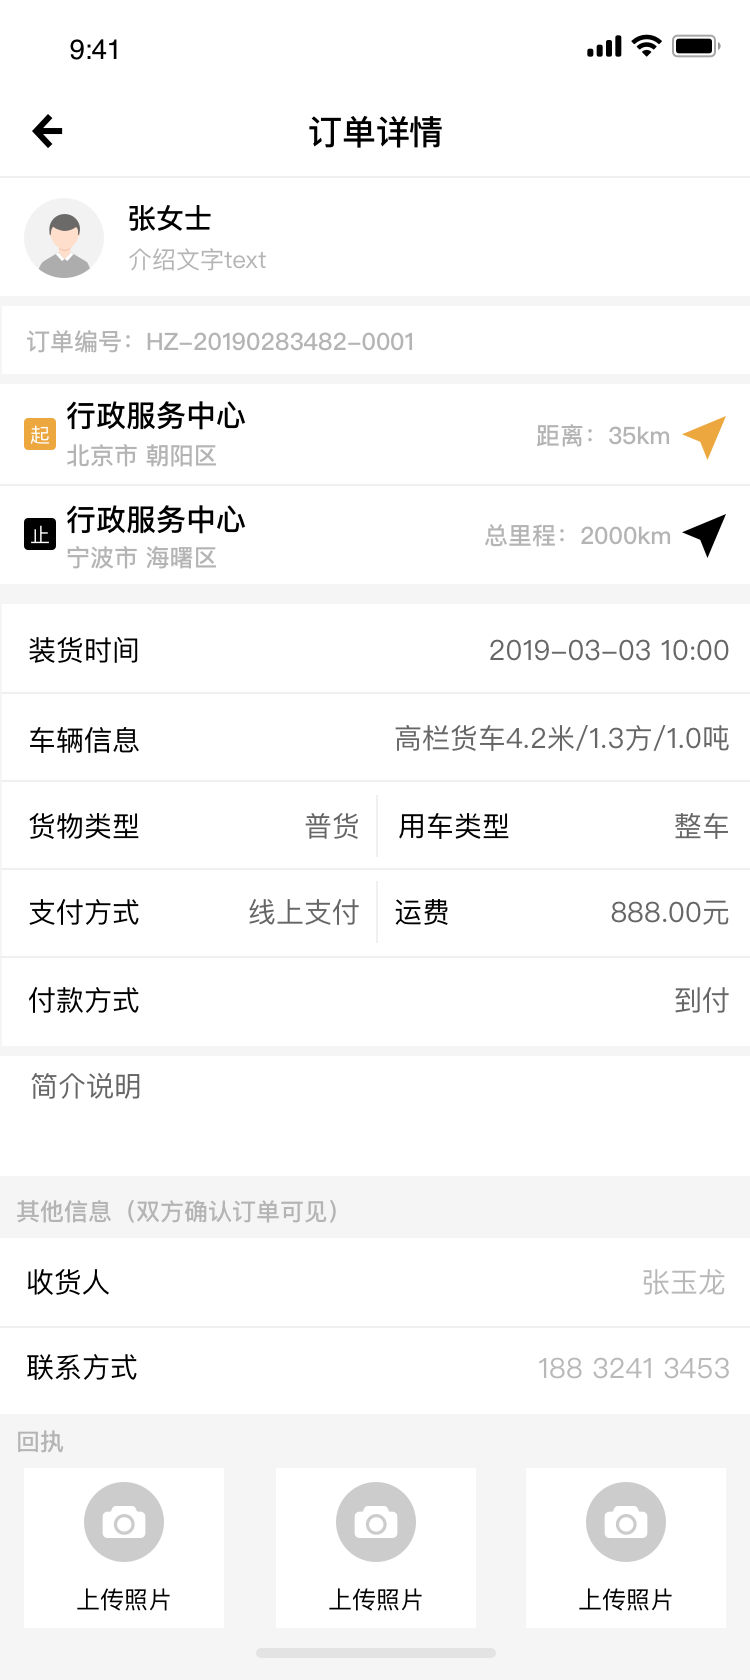 9:41
订单详情
张女士
介绍文字text
订单编号：HZ-20190283482-0001
起
行政服务中心
北京市 朝阳区
距离：35km
止
行政服务中心
宁波市 海曙区
总里程：2000km
装货时间 2019-03-03 10:00
车辆信息 高栏货车4.2米/1.3方/1.0吨
货物类型 普货 用车类型 整车
支付方式 线上支付 运费 888.00元
付款方式 到付
简介说明
其他信息（双方确认订单可见）
收货人 张玉龙
联系方式 188 3241 3453
回执
上传照片 上传照片 上传照片